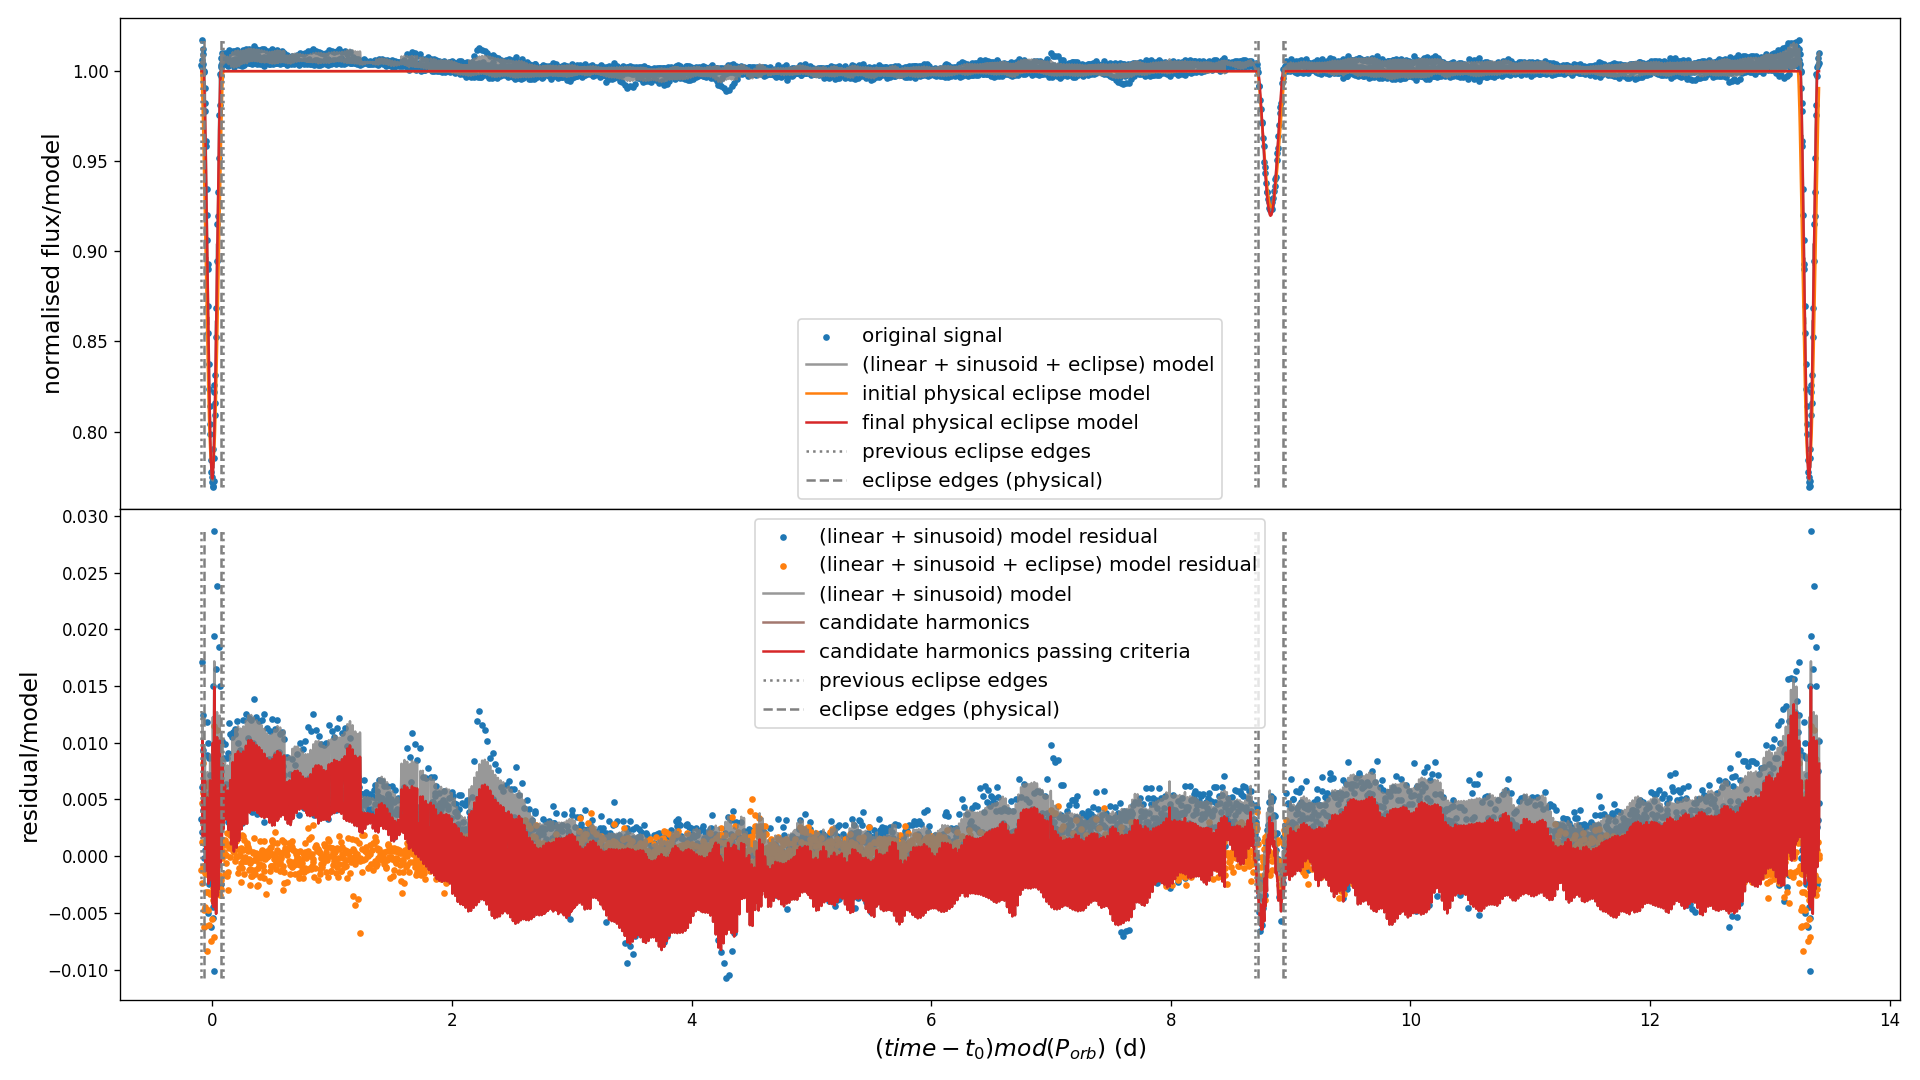 normalised flux/model
1.00
0.95
0.90
0.85
0.80
original signal
(linear + sinusoid + eclipse) model
initial physical eclipse model
final physical eclipse model
previous eclipse edges
eclipse edges (physical)
residual/model
0.030
0.025
0.020
0.015
0.010
0.005
0.000
−0.005
−0.010
(linear + sinusoid) model residual
(linear + sinusoid + eclipse) model residual
(linear + sinusoid) model
candidate harmonics
candidate harmonics passing criteria
previous eclipse edges
eclipse edges (physical)
0 2 4 6 8 10 12 14
(time − t₀)mod(Pₒᵣb) (d)